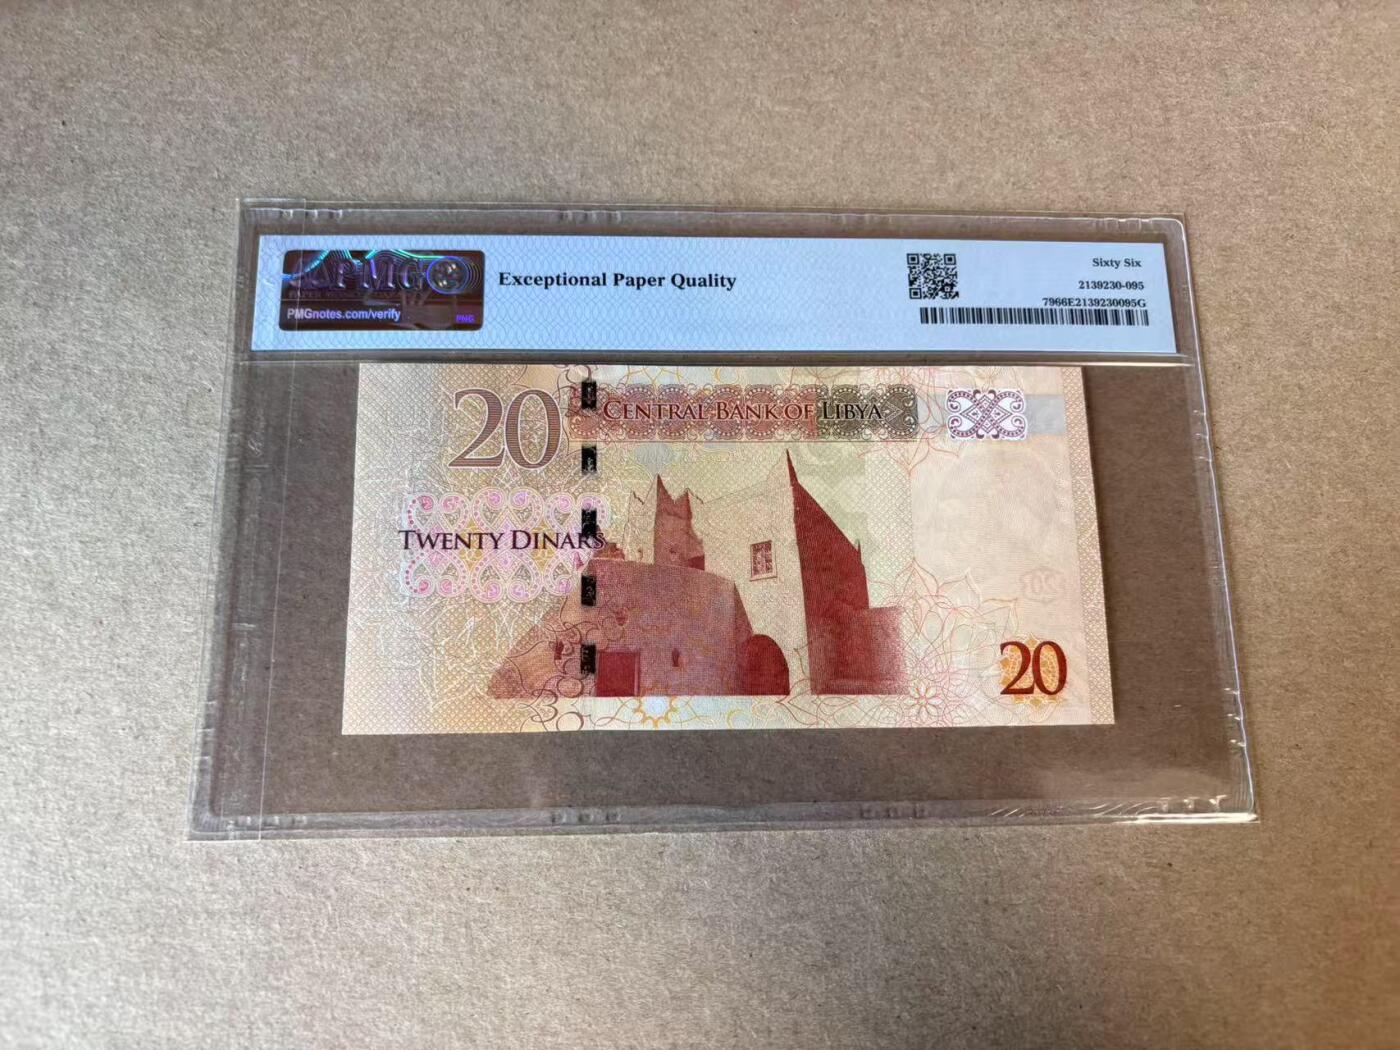 PMG
PMGnotes.com/verify
PMG
Exceptional Paper Quality
Sixty Six
2139230-095
7966E2139230095G
20
CENTRAL BANK OF LIBYA
TWENTY DINARS
20